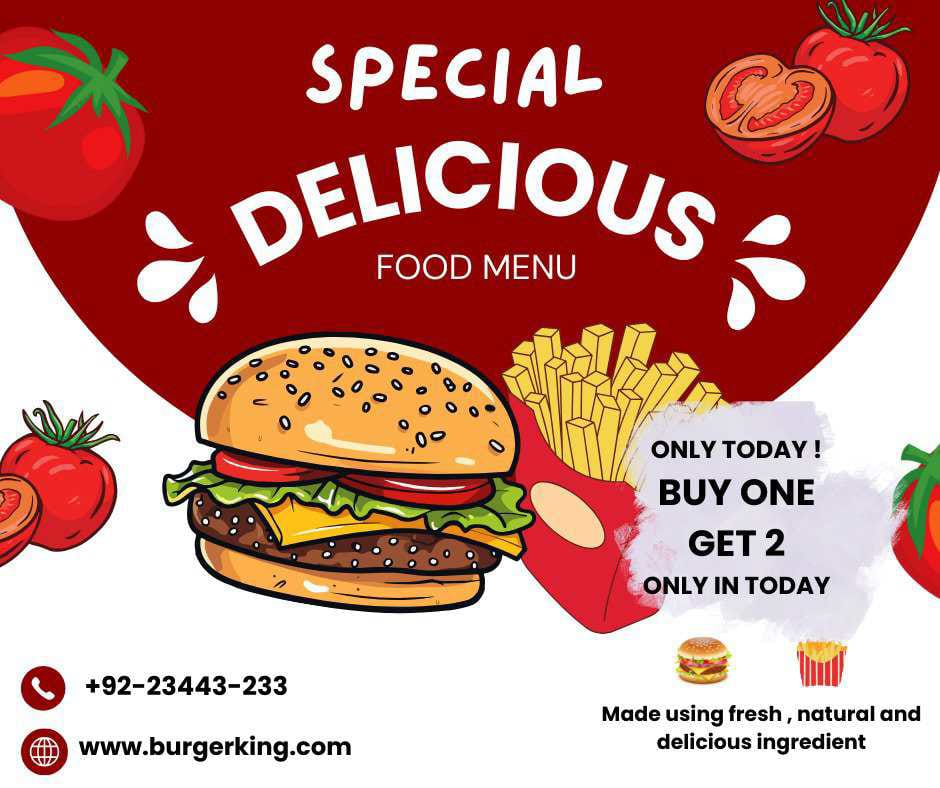 SPECIAL
DELICIOUS
FOOD MENU
ONLY TODAY !
BUY ONE
GET 2
ONLY IN TODAY
+92-23443-233
www.burgerking.com
Made using fresh , natural and
delicious ingredient